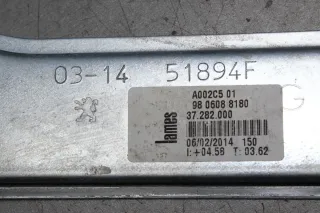 03-14 51894F
A002C5 01
98 0608 8180
37.282.000
lames
06/02/2014 150
I:+04.58 T: 03.62
G